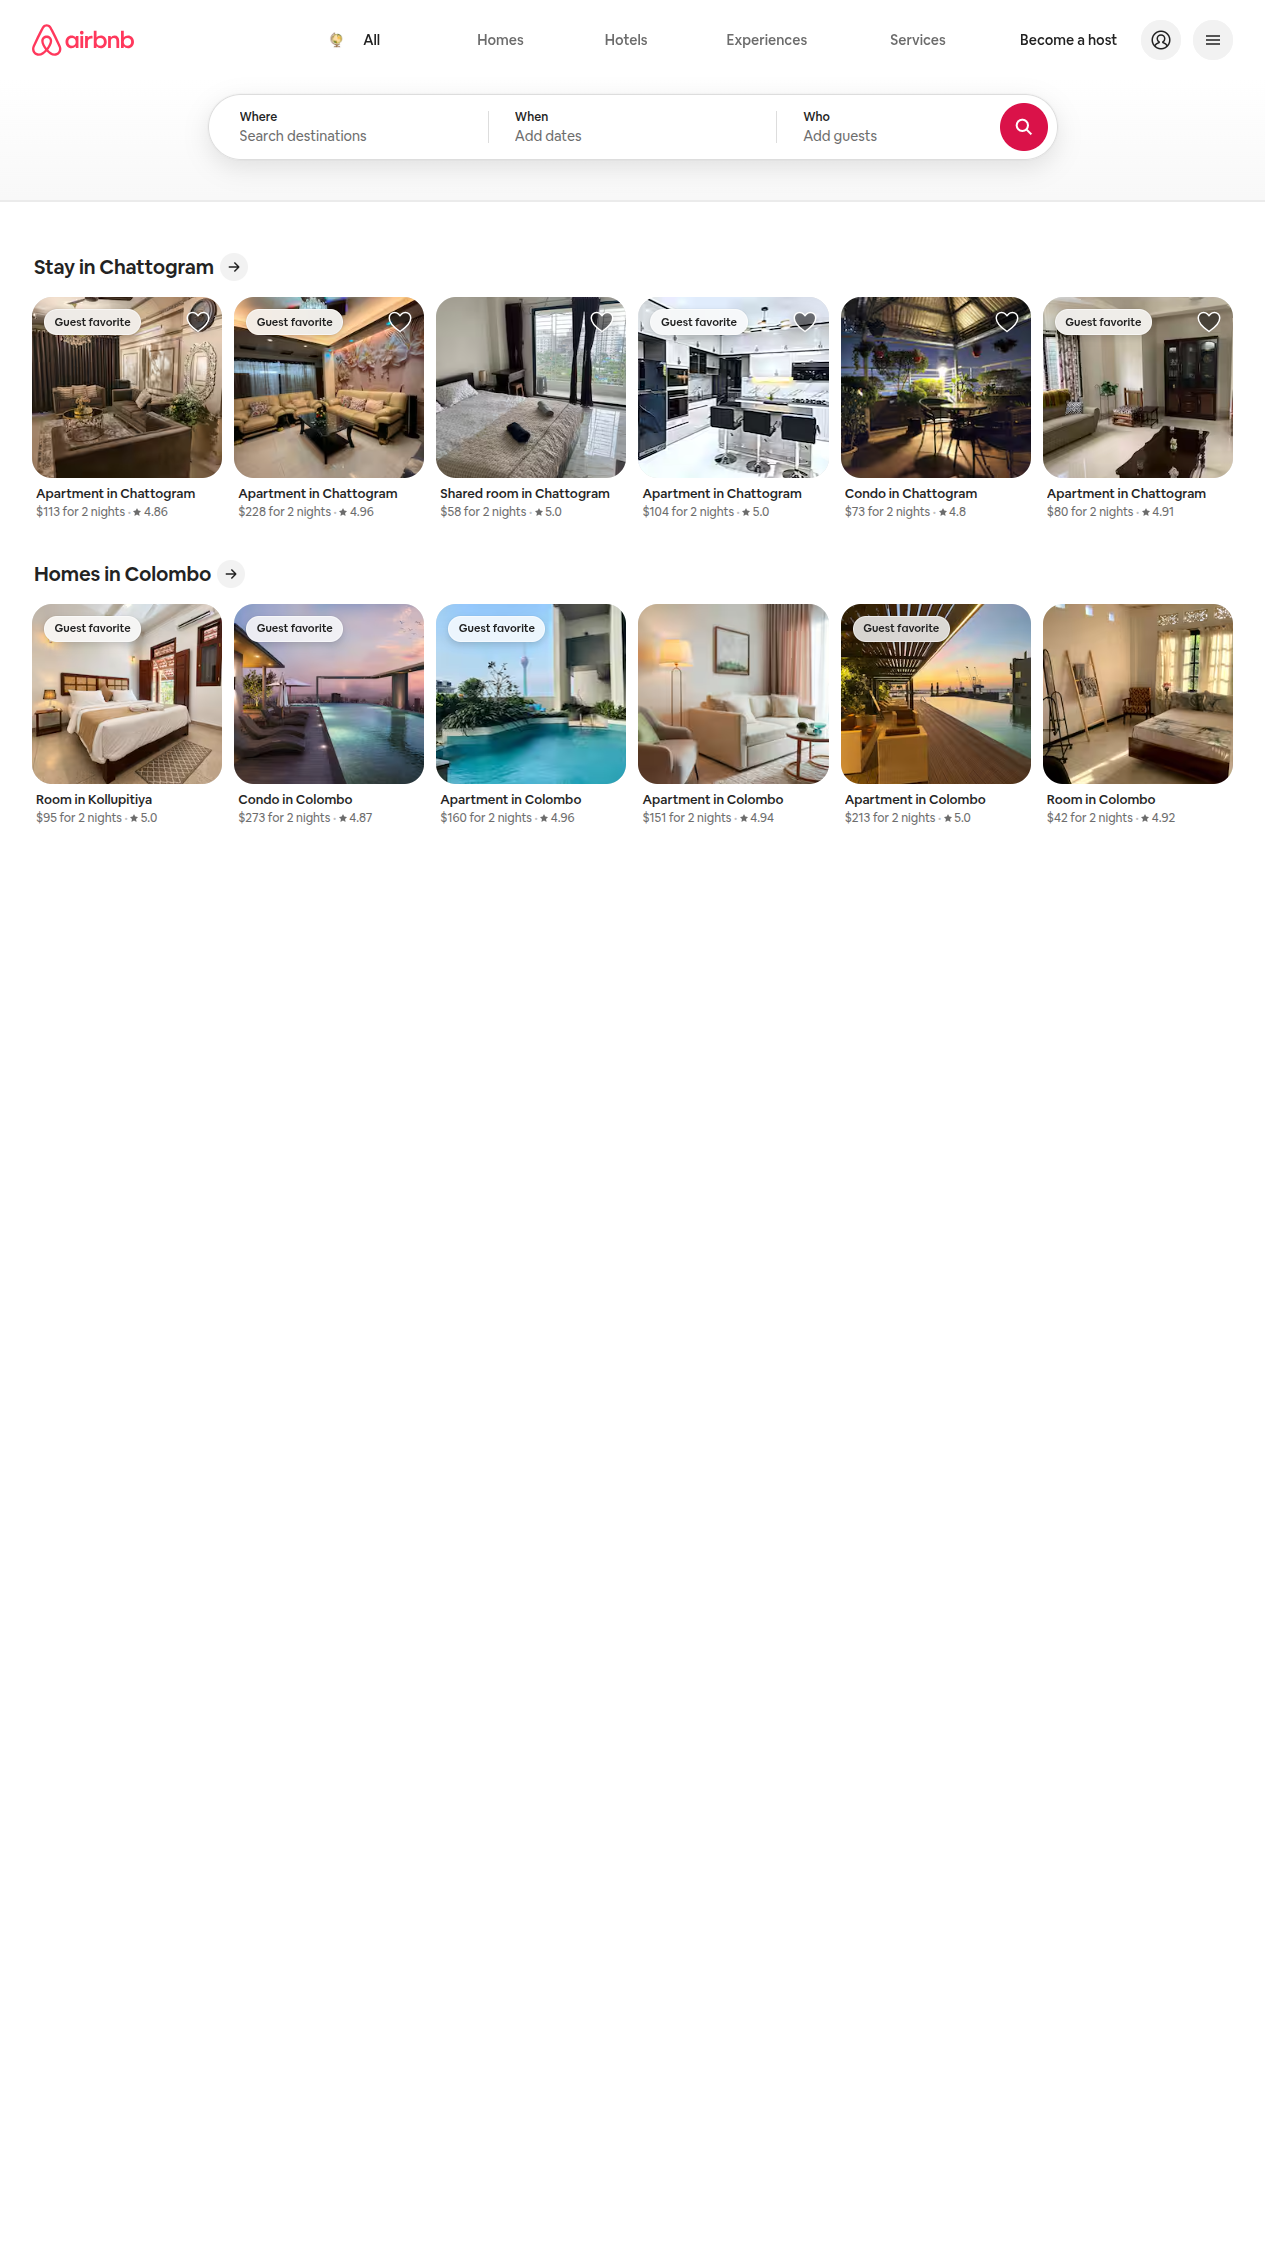 airbnb
All
Homes
Hotels
Experiences
Services
Become a host
Where
Search destinations
When
Add dates
Who
Add guests
Stay in Chattogram
Guest favorite
Apartment in Chattogram
$113 for 2 nights · ★ 4.86
Guest favorite
Apartment in Chattogram
$228 for 2 nights · ★ 4.96
Shared room in Chattogram
$58 for 2 nights · ★ 5.0
Guest favorite
Apartment in Chattogram
$104 for 2 nights · ★ 5.0
Condo in Chattogram
$73 for 2 nights · ★ 4.8
Guest favorite
Apartment in Chattogram
$80 for 2 nights · ★ 4.91
Homes in Colombo
Guest favorite
Room in Kollupitiya
$95 for 2 nights · ★ 5.0
Guest favorite
Condo in Colombo
$273 for 2 nights · ★ 4.87
Guest favorite
Apartment in Colombo
$160 for 2 nights · ★ 4.96
Apartment in Colombo
$151 for 2 nights · ★ 4.94
Guest favorite
Apartment in Colombo
$213 for 2 nights · ★ 5.0
Room in Colombo
$42 for 2 nights · ★ 4.92